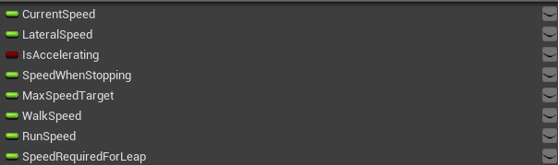 CurrentSpeed
LateralSpeed
IsAccelerating
SpeedWhenStopping
MaxSpeedTarget
WalkSpeed
RunSpeed
SpeedRequiredForLeap